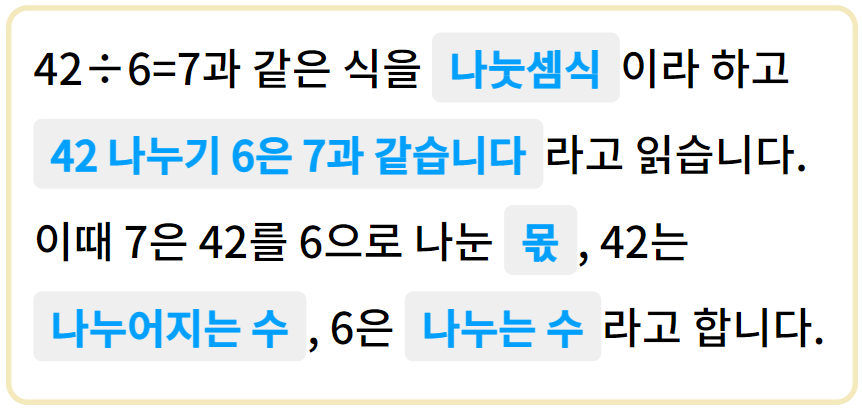 42÷6=7과 같은 식을 나눗셈식이라 하고
42 나누기 6은 7과 같습니다라고 읽습니다.
이때 7은 42를 6으로 나눈 몫, 42는
나누어지는 수, 6은 나누는 수라고 합니다.